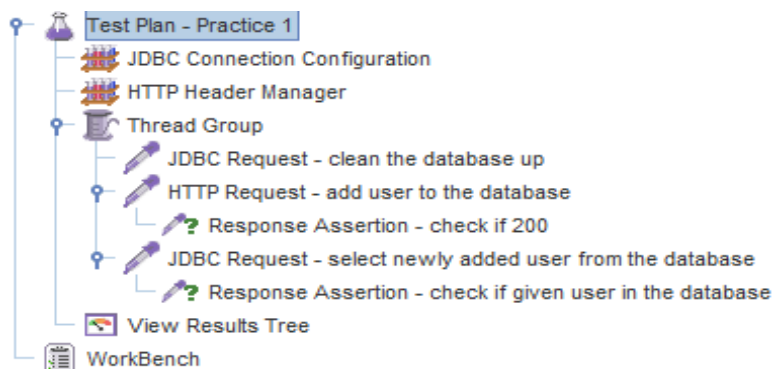 Test Plan - Practice 1
JDBC Connection Configuration
HTTP Header Manager
Thread Group
JDBC Request - clean the database up
HTTP Request - add user to the database
Response Assertion - check if 200
JDBC Request - select newly added user from the database
Response Assertion - check if given user in the database
View Results Tree
WorkBench